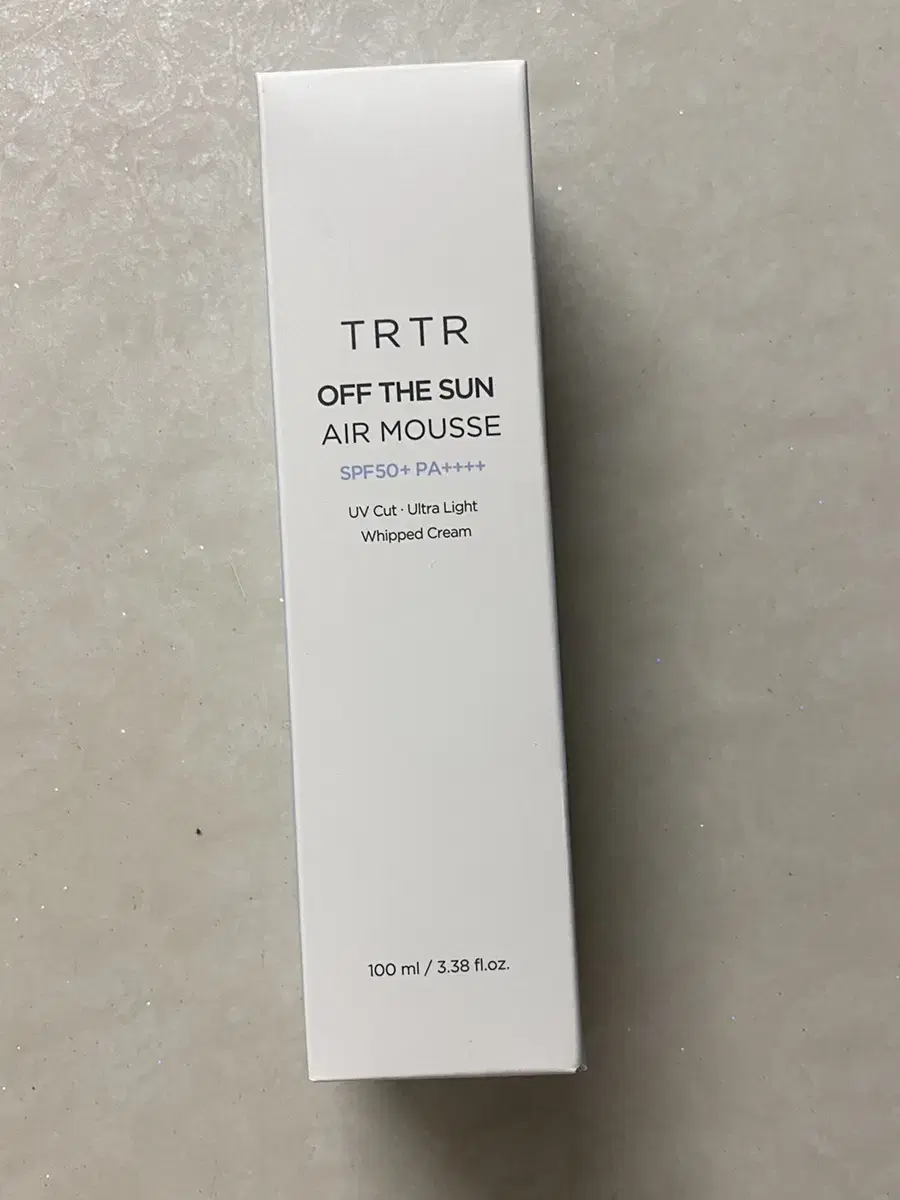 TRTR
OFF THE SUN
AIR MOUSSE
SPF50+ PA++++
UV Cut · Ultra Light
Whipped Cream
100 ml / 3.38 fl.oz.